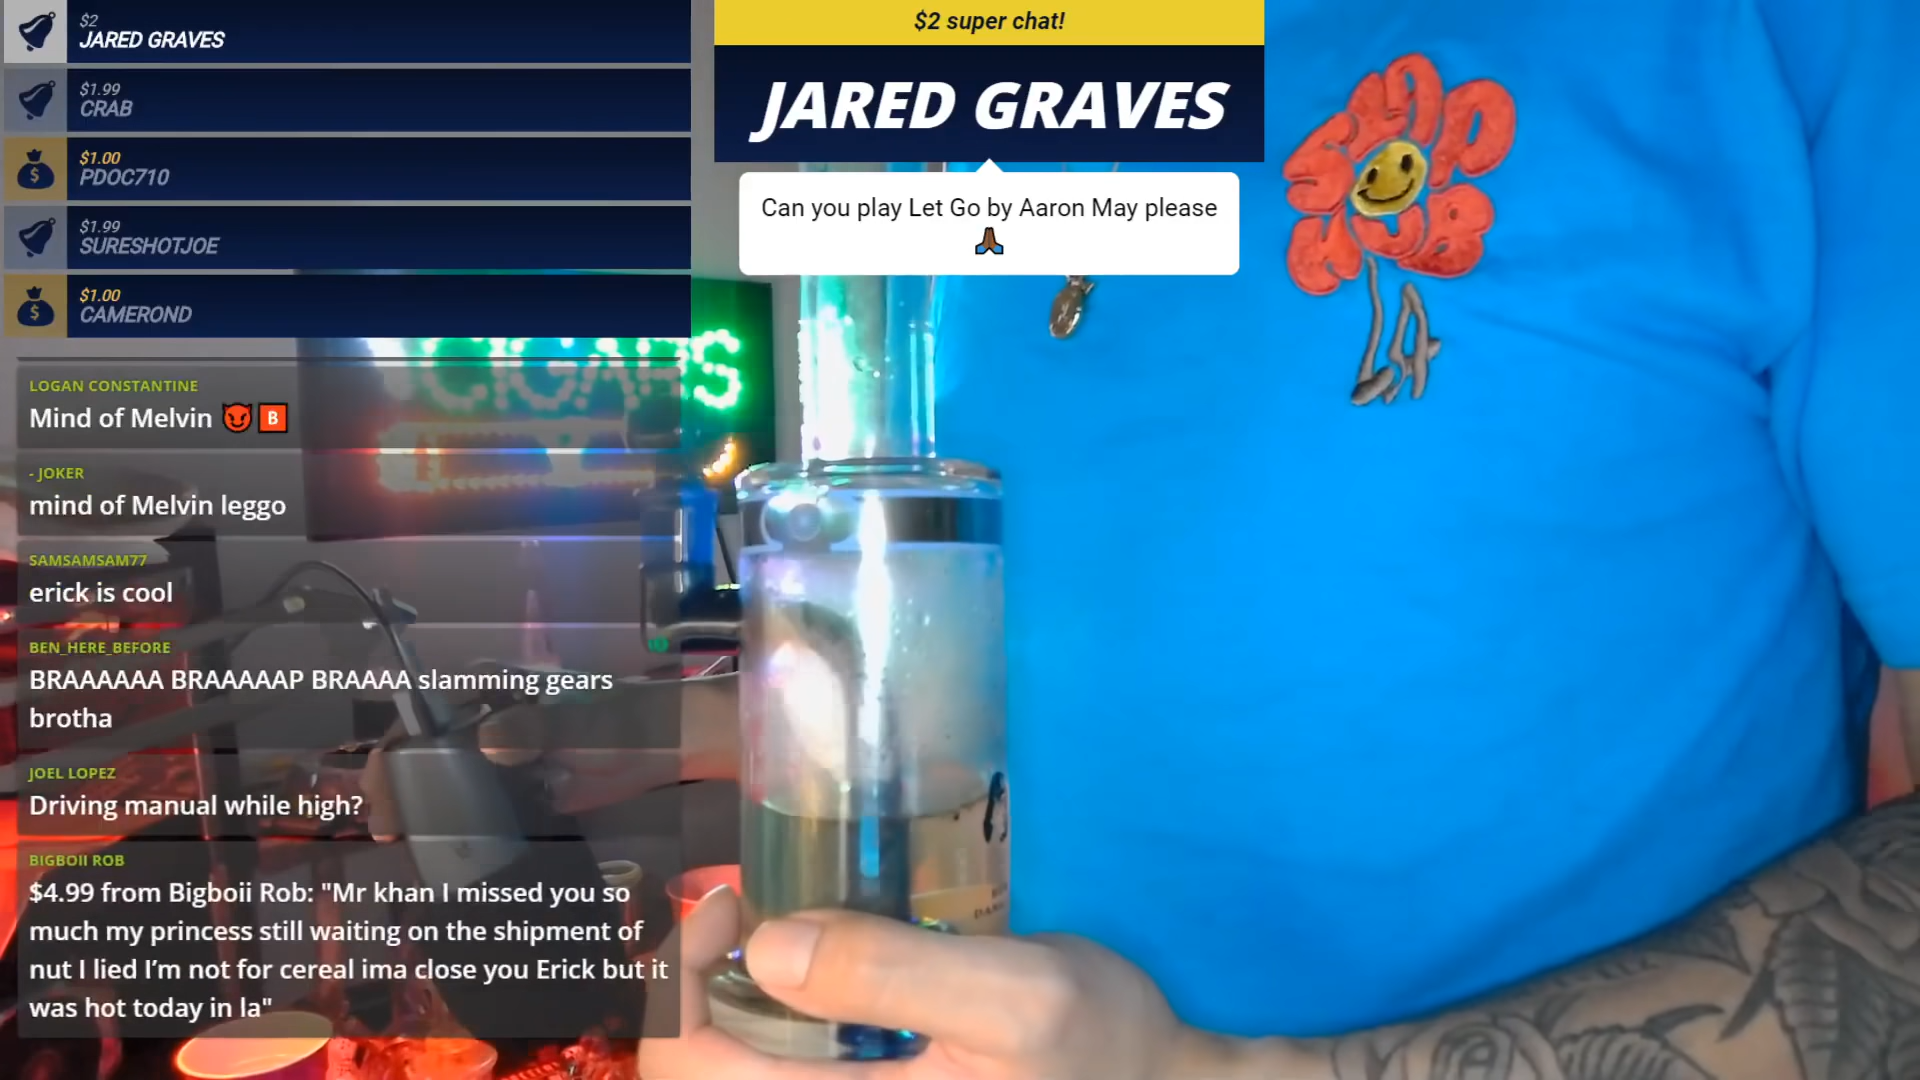 $2
JARED GRAVES
$1.99
CRAB
$1.00
PDOC710
$1.99
SURESHOTJOE
$1.00
CAMEROND
$2 super chat!
JARED GRAVES
Can you play Let Go by Aaron May please
🙏🏾
CIGARS
LA
LOGAN CONSTANTINE
Mind of Melvin 😈🅱️
- JOKER
mind of Melvin leggo
SAMSAMSAM77
erick is cool
BEN_HERE_BEFORE
BRAAAAAA BRAAAAAP BRAAAA slamming gears
brotha
JOEL LOPEZ
Driving manual while high?
BIGBOII ROB
$4.99 from Bigboii Rob: "Mr khan I missed you so
much my princess still waiting on the shipment of
nut I lied I’m not for cereal ima close you Erick but it
was hot today in la"